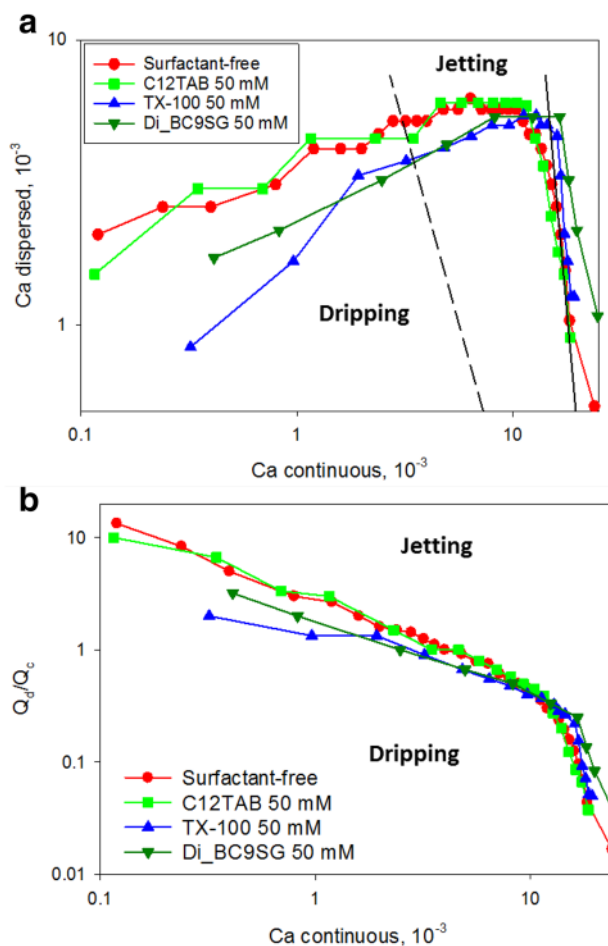 a
10
Surfactant-free
C12TAB 50 mM
TX-100 50 mM
Di_BC9SG 50 mM
Jetting
Ca dispersed, 10⁻³
1
Dripping
0.1
1
10
Ca continuous, 10⁻³
b
10
Jetting
1
Q_d/Q_c
Dripping
0.1
Surfactant-free
C12TAB 50 mM
TX-100 50 mM
Di_BC9SG 50 mM
0.01
0.1
1
10
Ca continuous, 10⁻³